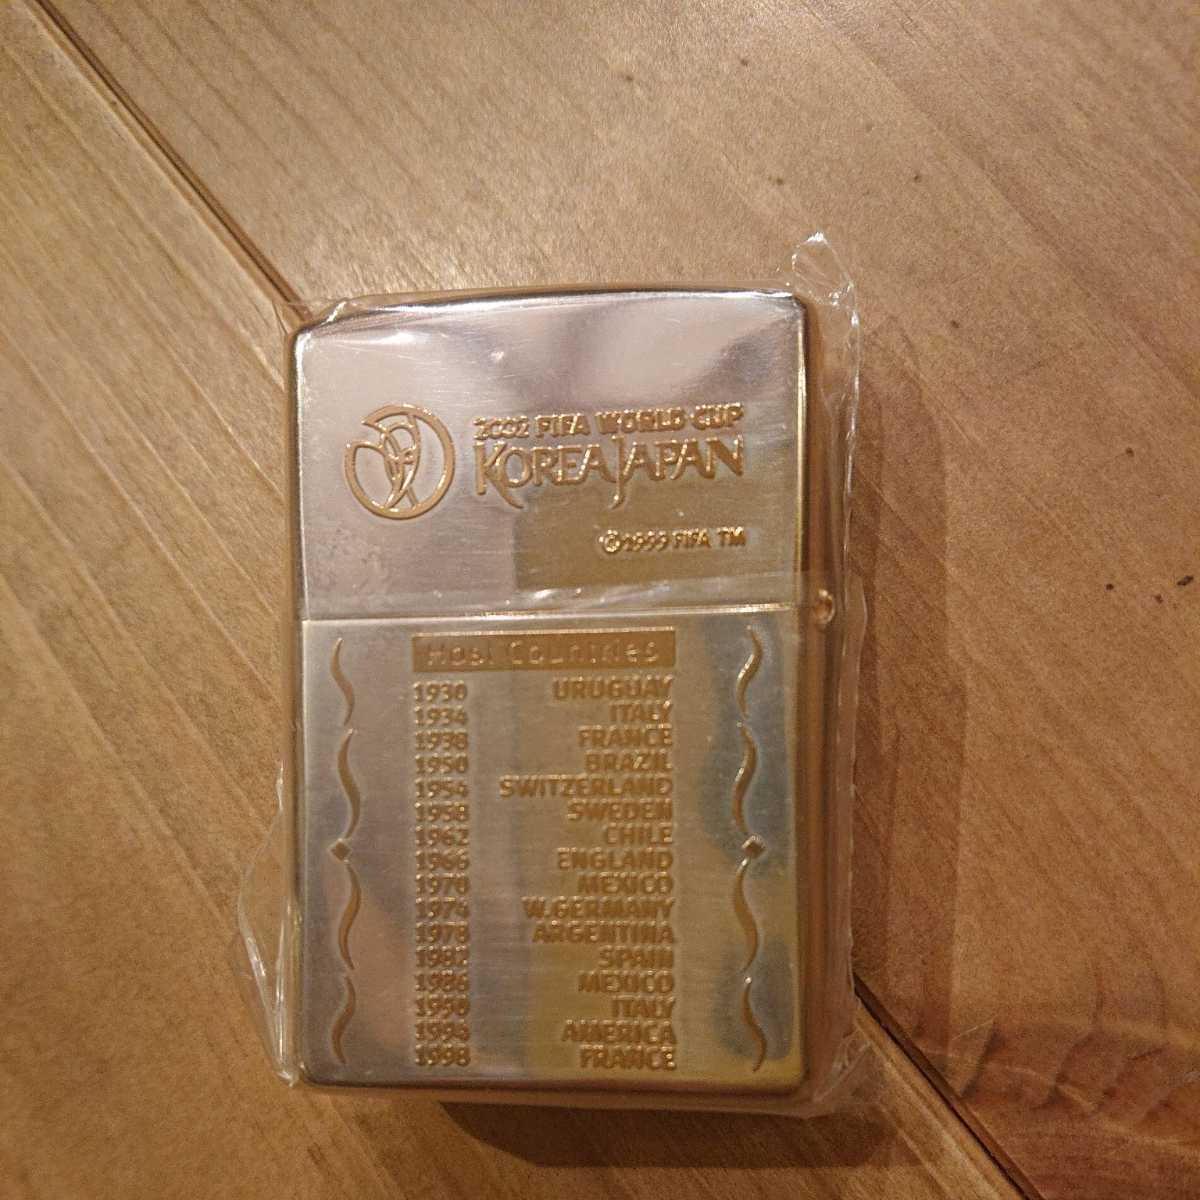 2002 FIFA WORLD CUP
KOREA JAPAN
©1999 FIFA TM
Host Countries
1930 URUGUAY
1934 ITALY
1938 FRANCE
1950 BRAZIL
1954 SWITZERLAND
1958 SWEDEN
1962 CHILE
1966 ENGLAND
1970 MEXICO
1974 W.GERMANY
1978 ARGENTINA
1982 SPAIN
1986 MEXICO
1990 ITALY
1994 AMERICA
1998 FRANCE